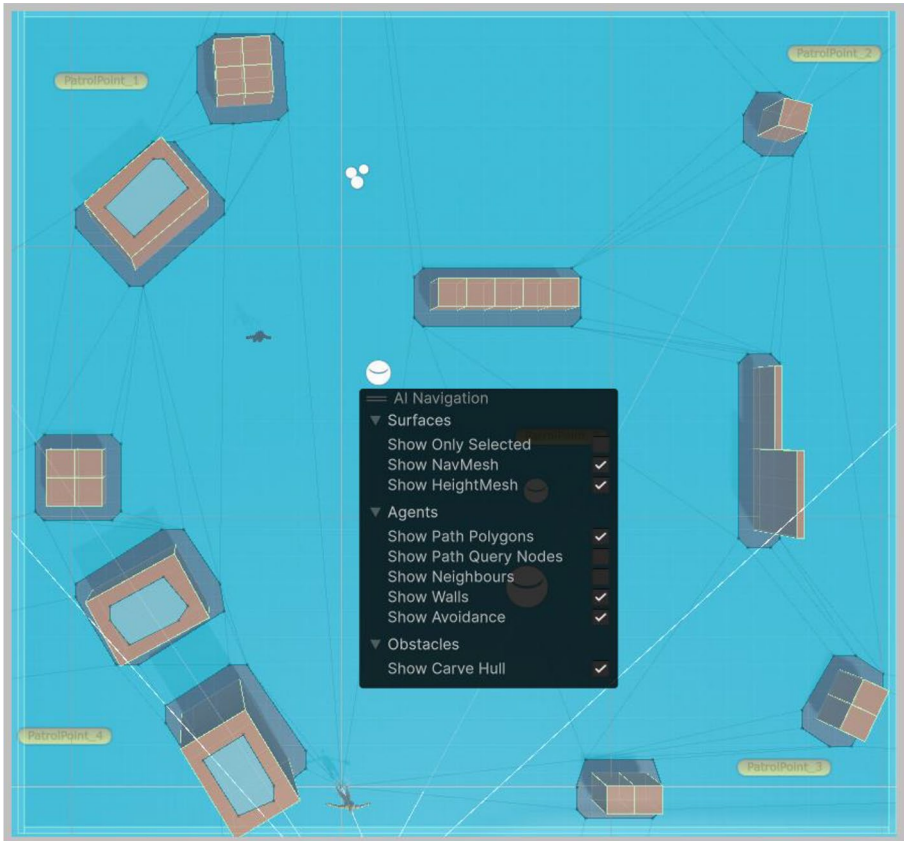 PatrolPoint_1
PatrolPoint_2
AI Navigation
Surfaces
Show Only Selected
Show NavMesh
Show HeightMesh
Agents
Show Path Polygons
Show Path Query Nodes
Show Neighbours
Show Walls
Show Avoidance
Obstacles
Show Carve Hull
PatrolPoint_4
PatrolPoint_3